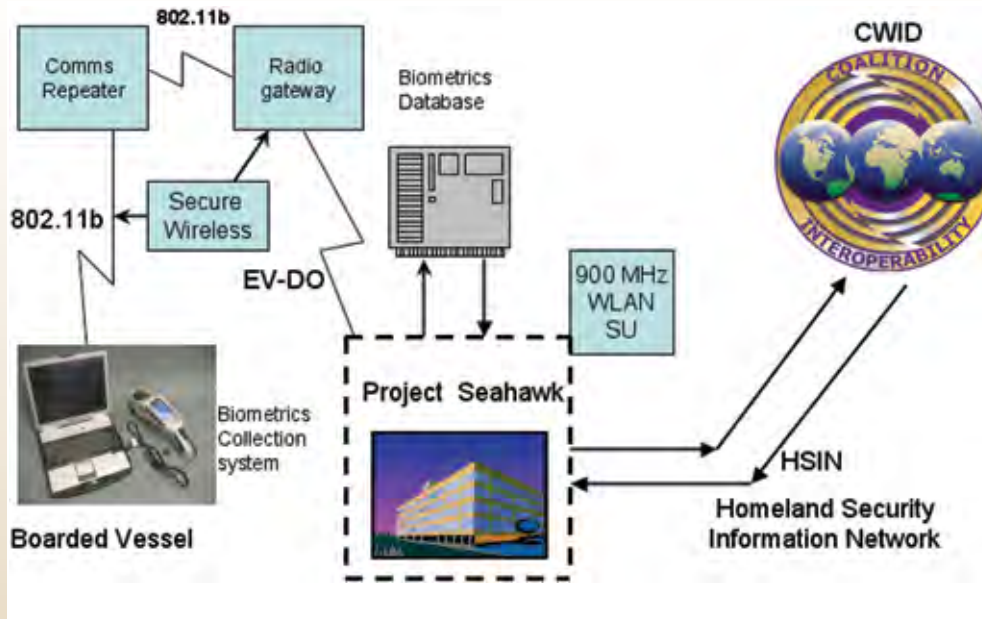 802.11b
CWID
Comms
Repeater
Radio
gateway
Biometrics
Database
COALITION
INTEROPERABILITY
802.11b
Secure
Wireless
EV-DO
900 MHz
WLAN
SU
Project Seahawk
Biometrics
Collection
system
HSIN
Boarded Vessel
Homeland Security
Information Network